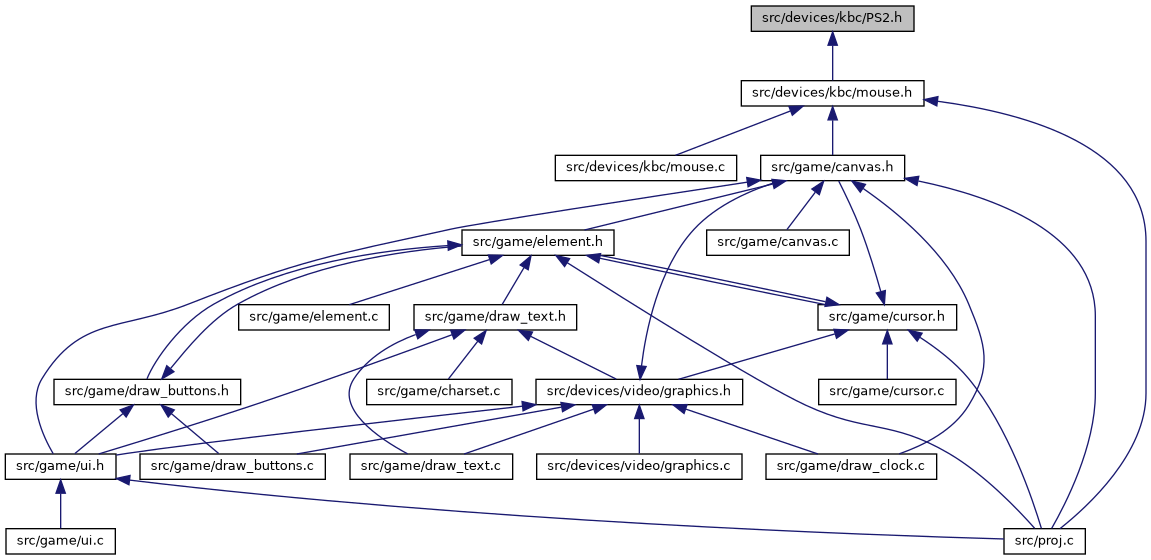 src/devices/kbc/PS2.h
src/devices/kbc/mouse.h
src/devices/kbc/mouse.c
src/game/canvas.h
src/game/element.h
src/game/canvas.c
src/game/element.c
src/game/draw_text.h
src/game/cursor.h
src/game/draw_buttons.h
src/game/charset.c
src/devices/video/graphics.h
src/game/cursor.c
src/game/ui.h
src/game/draw_buttons.c
src/game/draw_text.c
src/devices/video/graphics.c
src/game/draw_clock.c
src/game/ui.c
src/proj.c